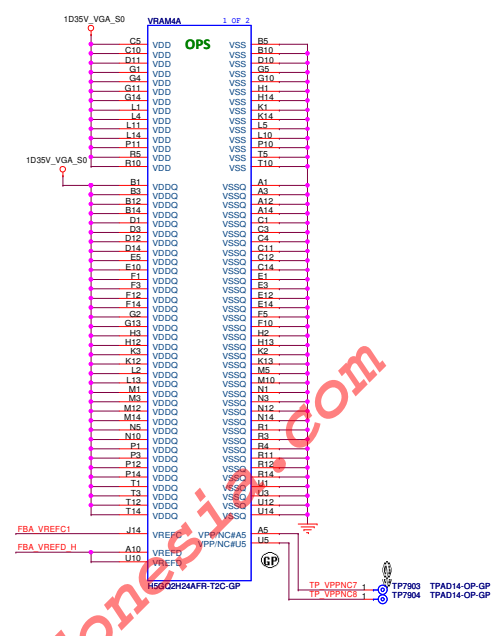 1D35V_VGA_S0
VRAM4A 1 OF 2
OPS
C5 VDD VSS B5
C10 VDD VSS B10
D11 VDD VSS D10
G1 VDD VSS G5
G4 VDD VSS G10
G11 VDD VSS H1
G14 VDD VSS H14
L1 VDD VSS K1
L4 VDD VSS K14
L11 VDD VSS L5
L14 VDD VSS L10
P11 VDD VSS P10
R5 VDD VSS T5
R10 VDD VSS T10
1D35V_VGA_S0
B1 VDDQ VSSQ A1
B3 VDDQ VSSQ A3
B12 VDDQ VSSQ A12
B14 VDDQ VSSQ A14
D1 VDDQ VSSQ C1
D3 VDDQ VSSQ C3
D12 VDDQ VSSQ C4
D14 VDDQ VSSQ C11
E5 VDDQ VSSQ C12
E10 VDDQ VSSQ C14
F1 VDDQ VSSQ E1
F3 VDDQ VSSQ E3
F12 VDDQ VSSQ E12
F14 VDDQ VSSQ E14
G2 VDDQ VSSQ F5
G13 VDDQ VSSQ F10
H3 VDDQ VSSQ H2
H12 VDDQ VSSQ H13
K3 VDDQ VSSQ K2
K12 VDDQ VSSQ K13
L2 VDDQ VSSQ M5
L13 VDDQ VSSQ M10
M1 VDDQ VSSQ N1
M3 VDDQ VSSQ N3
M12 VDDQ VSSQ N12
M14 VDDQ VSSQ N14
N5 VDDQ VSSQ R1
N10 VDDQ VSSQ R3
P1 VDDQ VSSQ R4
P3 VDDQ VSSQ R11
P12 VDDQ VSSQ R12
P14 VDDQ VSSQ R14
T1 VDDQ VSSQ U1
T3 VDDQ VSSQ U3
T12 VDDQ VSSQ U12
T14 VDDQ VSSQ U14
FBA_VREFC1 J14 VREFC VPP/NC#A5 A5
VPP/NC#U5 U5
FBA_VREFD_H A10 VREFD
U10 VREFD
GP
H5GQ2H24AFR-T2C-GP
TP_VPPNC7 1 TP7903 TPAD14-OP-GP
TP_VPPNC8 1 TP7904 TPAD14-OP-GP
onesia.com